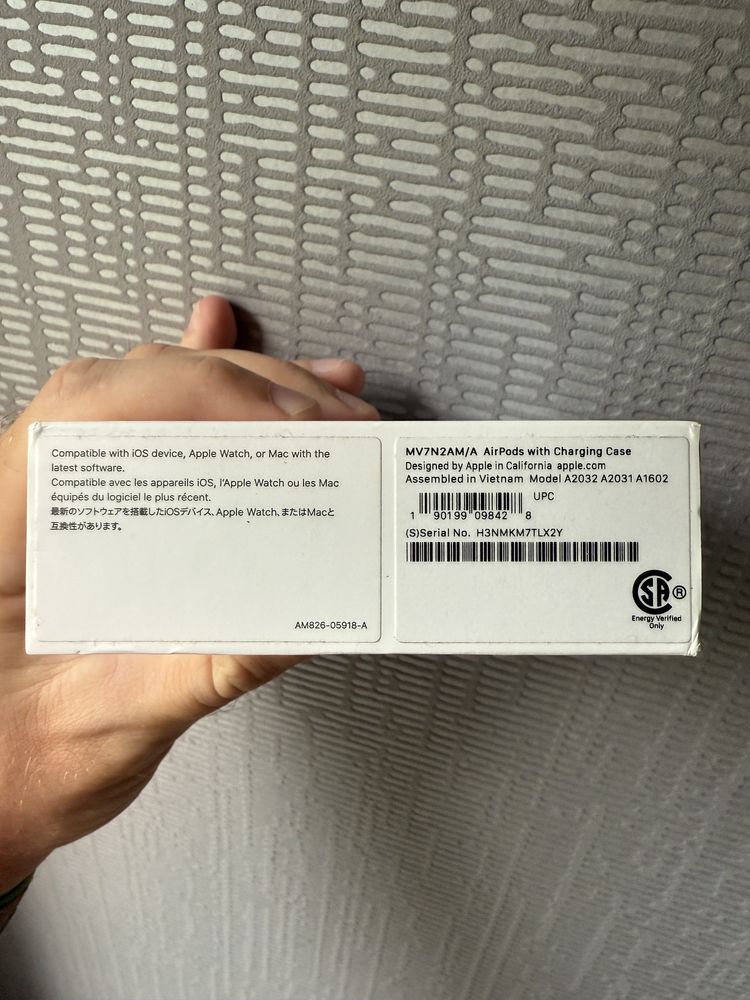 Compatible with iOS device, Apple Watch, or Mac with the
latest software.
Compatible avec les appareils iOS, l'Apple Watch ou les Mac
équipés du logiciel le plus récent.
最新のソフトウェアを搭載したiOSデバイス、Apple Watch、またはMacと
互換性があります。
AM826-05918-A
MV7N2AM/A AirPods with Charging Case
Designed by Apple in California apple.com
Assembled in Vietnam Model A2032 A2031 A1602
UPC
1 90199 09842 8
(S)Serial No. H3NMKM7TLX2Y
SA ®
Energy Verified
Only